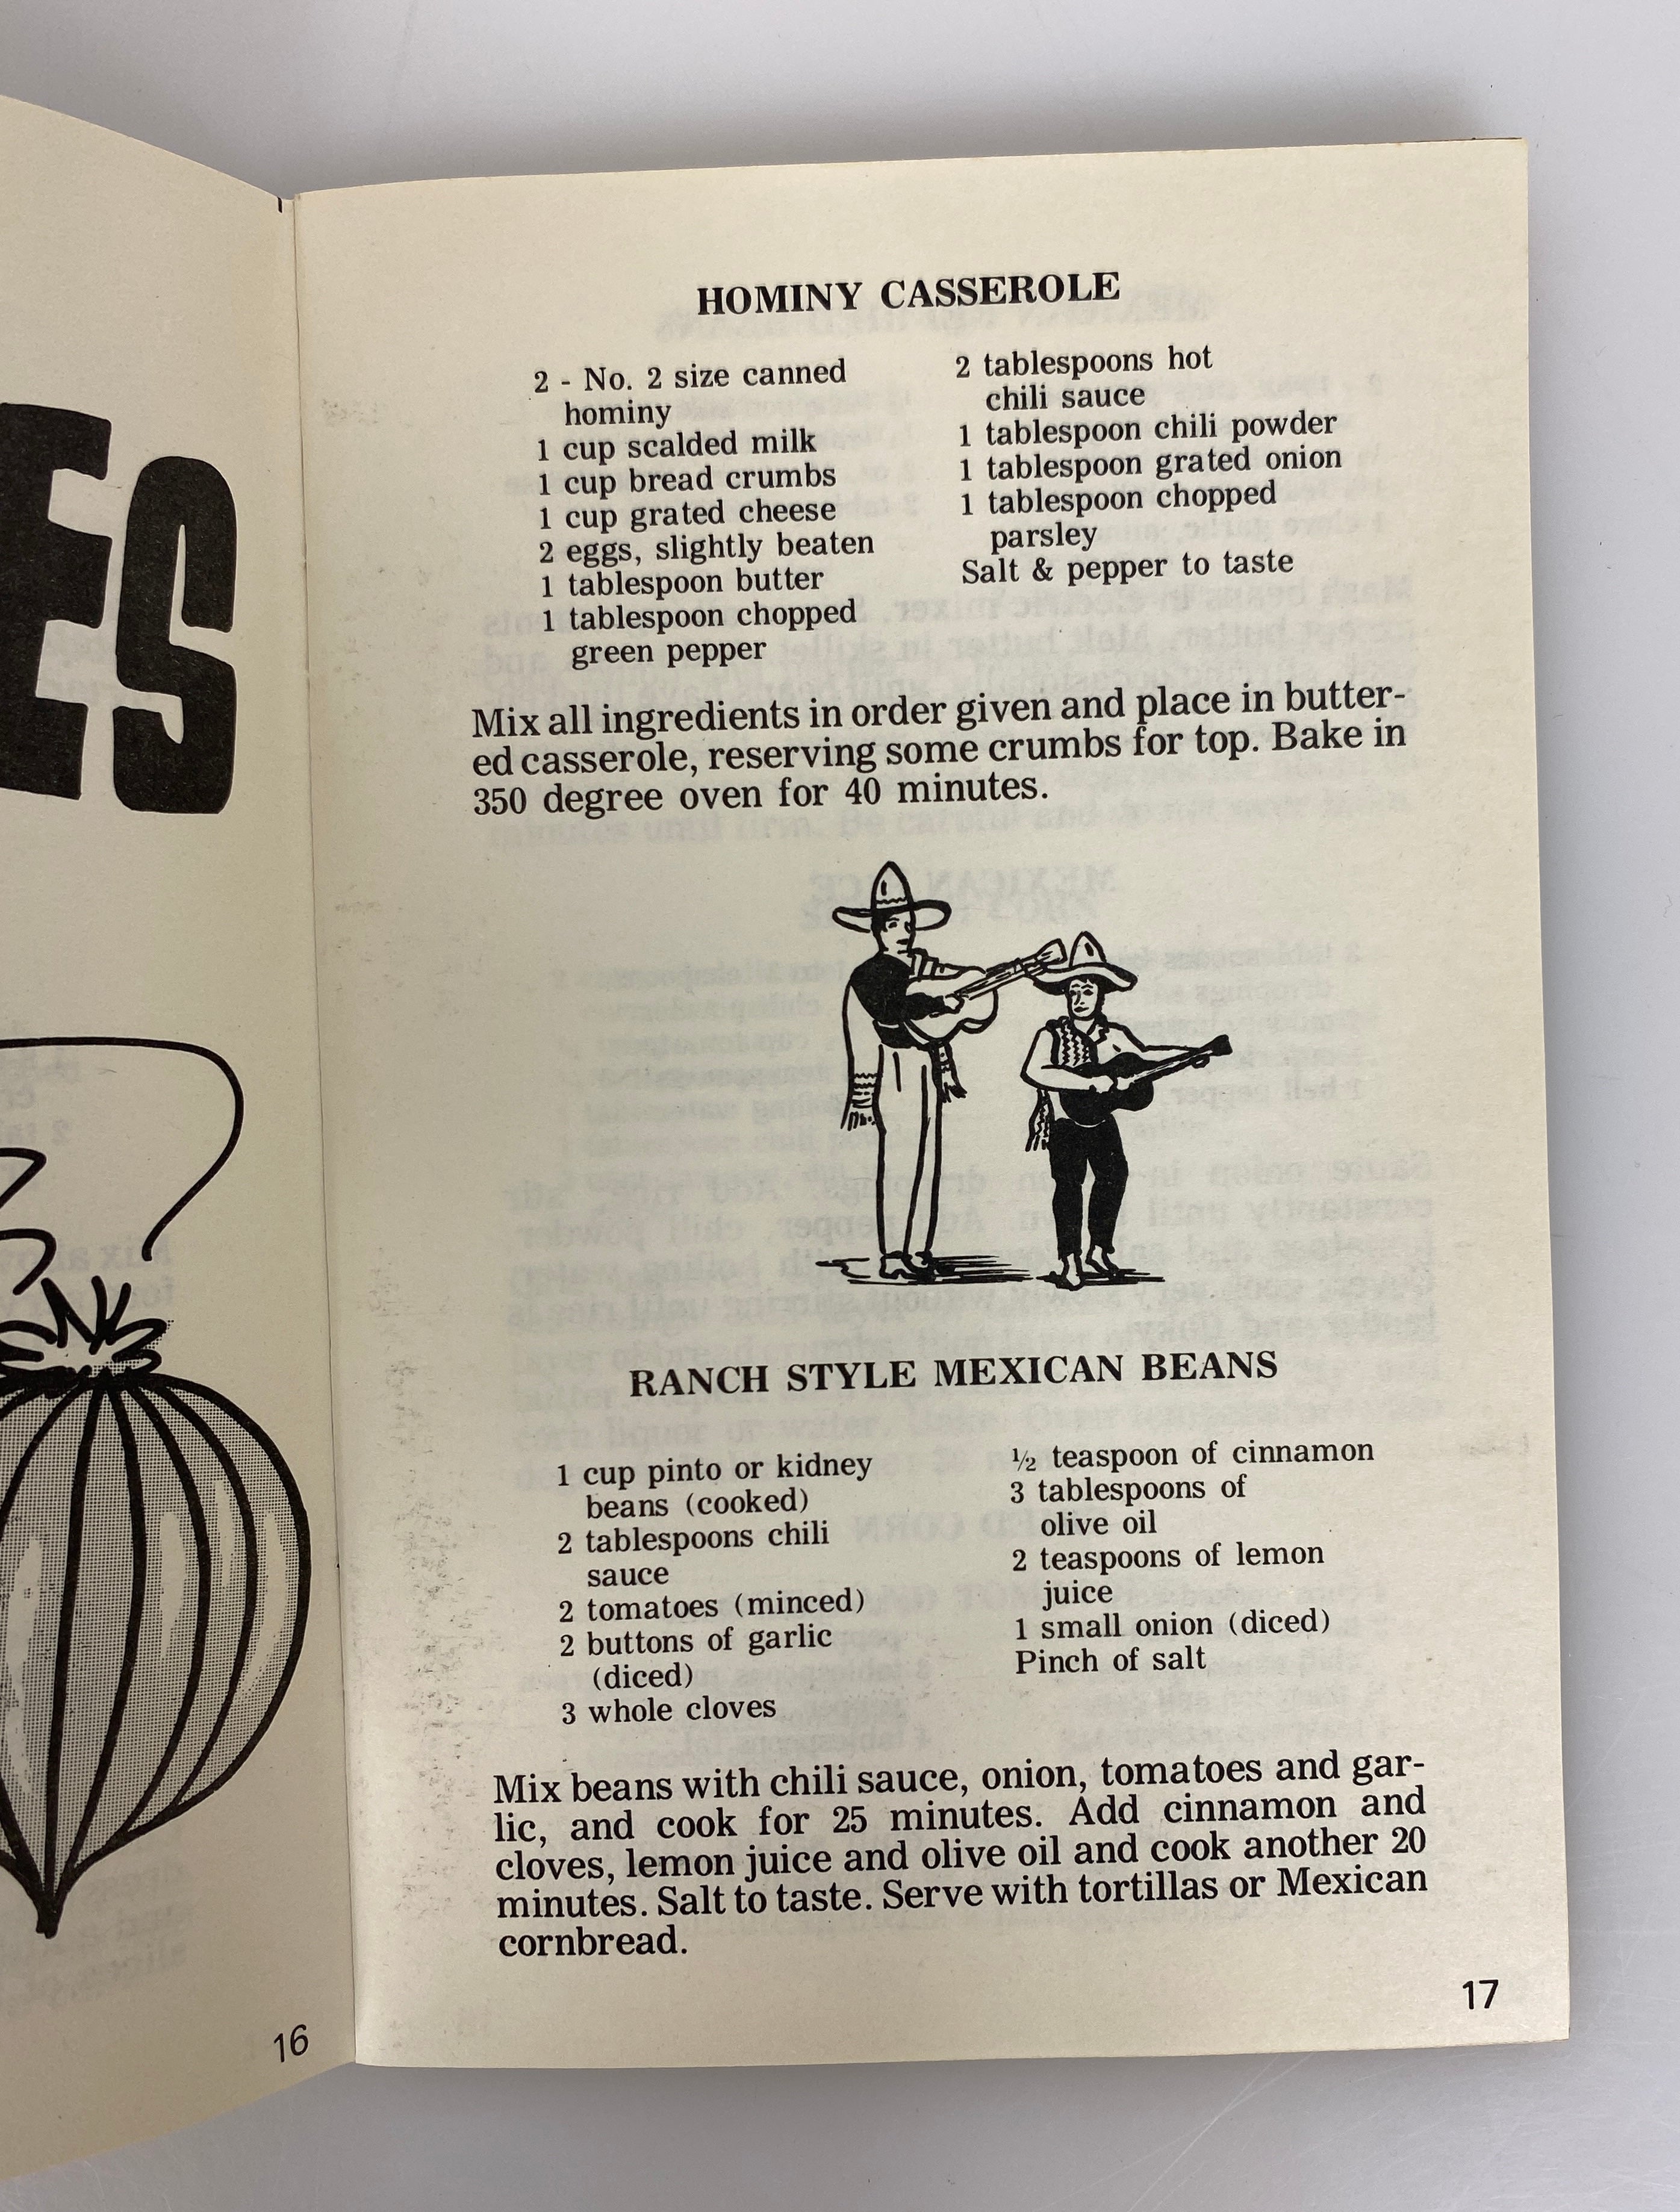 ES
16
HOMINY CASSEROLE
2 - No. 2 size canned
hominy
1 cup scalded milk
1 cup bread crumbs
1 cup grated cheese
2 eggs, slightly beaten
1 tablespoon butter
1 tablespoon chopped
green pepper
2 tablespoons hot
chili sauce
1 tablespoon chili powder
1 tablespoon grated onion
1 tablespoon chopped
parsley
Salt & pepper to taste
Mix all ingredients in order given and place in butter-
ed casserole, reserving some crumbs for top. Bake in
350 degree oven for 40 minutes.
RANCH STYLE MEXICAN BEANS
1 cup pinto or kidney
beans (cooked)
2 tablespoons chili
sauce
2 tomatoes (minced)
2 buttons of garlic
(diced)
3 whole cloves
½ teaspoon of cinnamon
3 tablespoons of
olive oil
2 teaspoons of lemon
juice
1 small onion (diced)
Pinch of salt
Mix beans with chili sauce, onion, tomatoes and gar-
lic, and cook for 25 minutes. Add cinnamon and
cloves, lemon juice and olive oil and cook another 20
minutes. Salt to taste. Serve with tortillas or Mexican
cornbread.
17